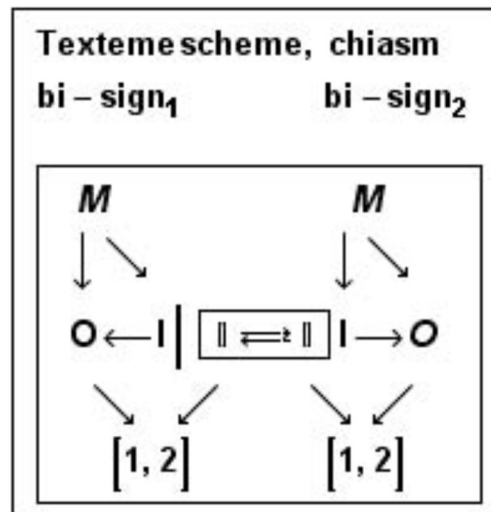 Texteme scheme, chiasm
bi – sign₁ bi – sign₂
M M
O ← I | ‖ ⇌ ‖ I → O
[1, 2] [1, 2]